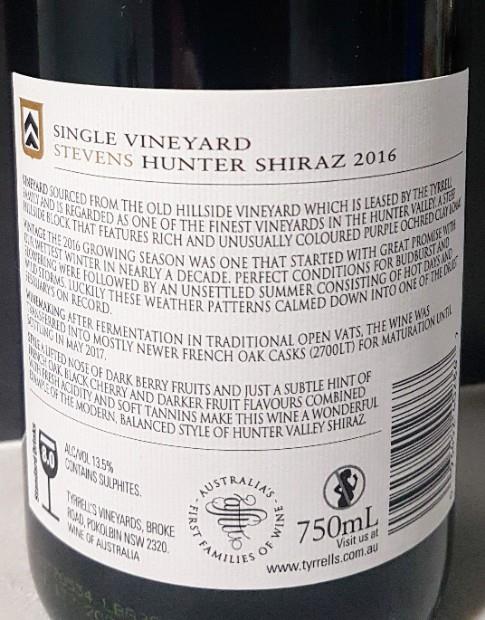 SINGLE VINEYARD
STEVENS HUNTER SHIRAZ 2016
VINEYARD SOURCED FROM THE OLD HILLSIDE VINEYARD WHICH IS LEASED BY THE TYRRELL
FAMILY AND IS REGARDED AS ONE OF THE FINEST VINEYARDS IN THE HUNTER VALLEY. A STEEP
HILLSIDE BLOCK THAT FEATURES RICH AND UNUSUALLY COLOURED PURPLE OCHRED CLAY LOAMS.
VINTAGE THE 2016 GROWING SEASON WAS ONE THAT STARTED WITH GREAT PROMISE WITH
WETTEST WINTER IN NEARLY A DECADE. PERFECT CONDITIONS FOR BUDBURST AND
FLOWERING WERE FOLLOWED BY AN UNSETTLED SUMMER CONSISTING OF HOT DAYS AND
WILD STORMS. LUCKILY THESE WEATHER PATTERNS CALMED DOWN INTO ONE OF THE DRIEST
FEBRUARY'S ON RECORD.
WINEMAKING AFTER FERMENTATION IN TRADITIONAL OPEN VATS, THE WINE WAS
TRANSFERRED INTO MOSTLY NEWER FRENCH OAK CASKS (2700LT) FOR MATURATION UNTIL
BOTTLING IN MAY 2017.
LIFTED NOSE OF DARK BERRY FRUITS AND JUST A SUBTLE HINT OF
OAK. BLACK CHERRY AND DARKER FRUIT FLAVOURS COMBINED
WITH FRESH ACIDITY AND SOFT TANNINS MAKE THIS WINE A WONDERFUL
EXAMPLE OF THE MODERN, BALANCED STYLE OF HUNTER VALLEY SHIRAZ.
8.0
Standard Drinks
ALC/VOL 13.5%
CONTAINS SULPHITES.
TYRRELL'S VINEYARDS, BROKE
ROAD, POKOLBIN NSW 2320.
WINE OF AUSTRALIA
AUSTRALIA'S
FIRST FAMILIES OF WINE
750mL
Visit us at
www.tyrrells.com.au